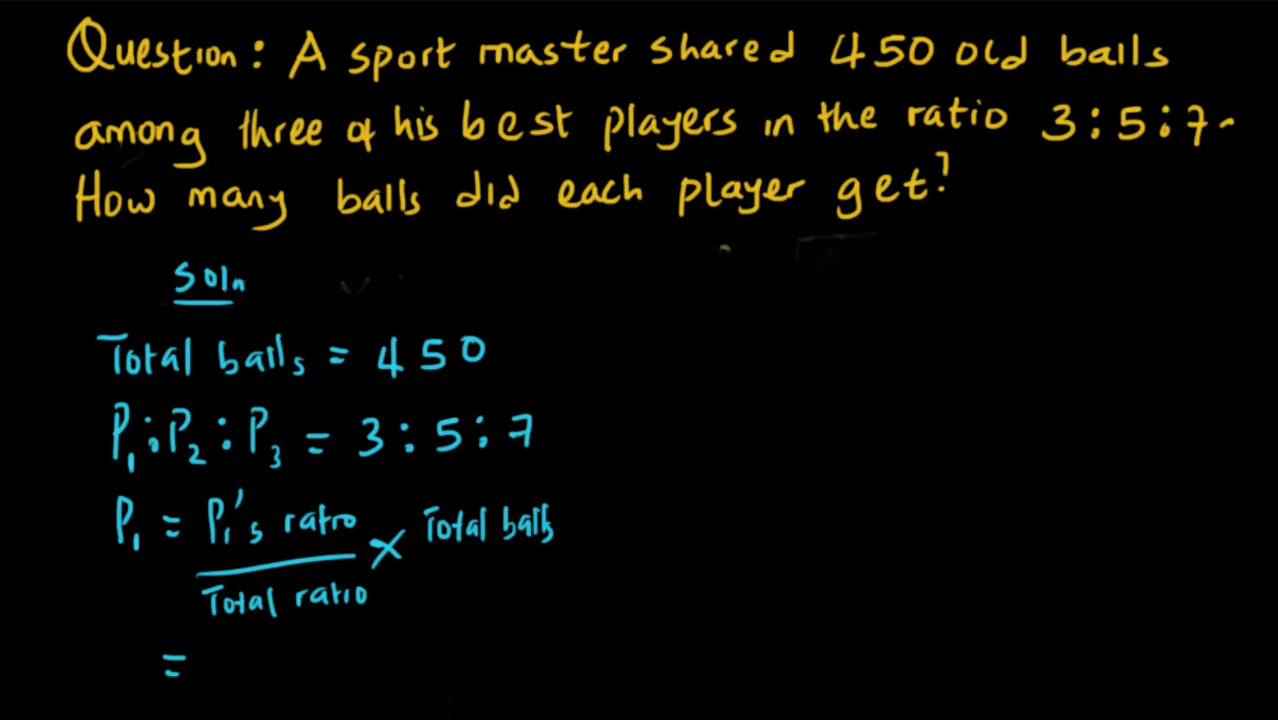 Question: A sport master shared 450 old balls
among three of his best players in the ratio 3:5:7.
How many balls did each player get?
Soln
Total balls = 450
P₁:P₂:P₃ = 3:5:7
P₁ = P₁'s ratio × Total balls
Total ratio
=